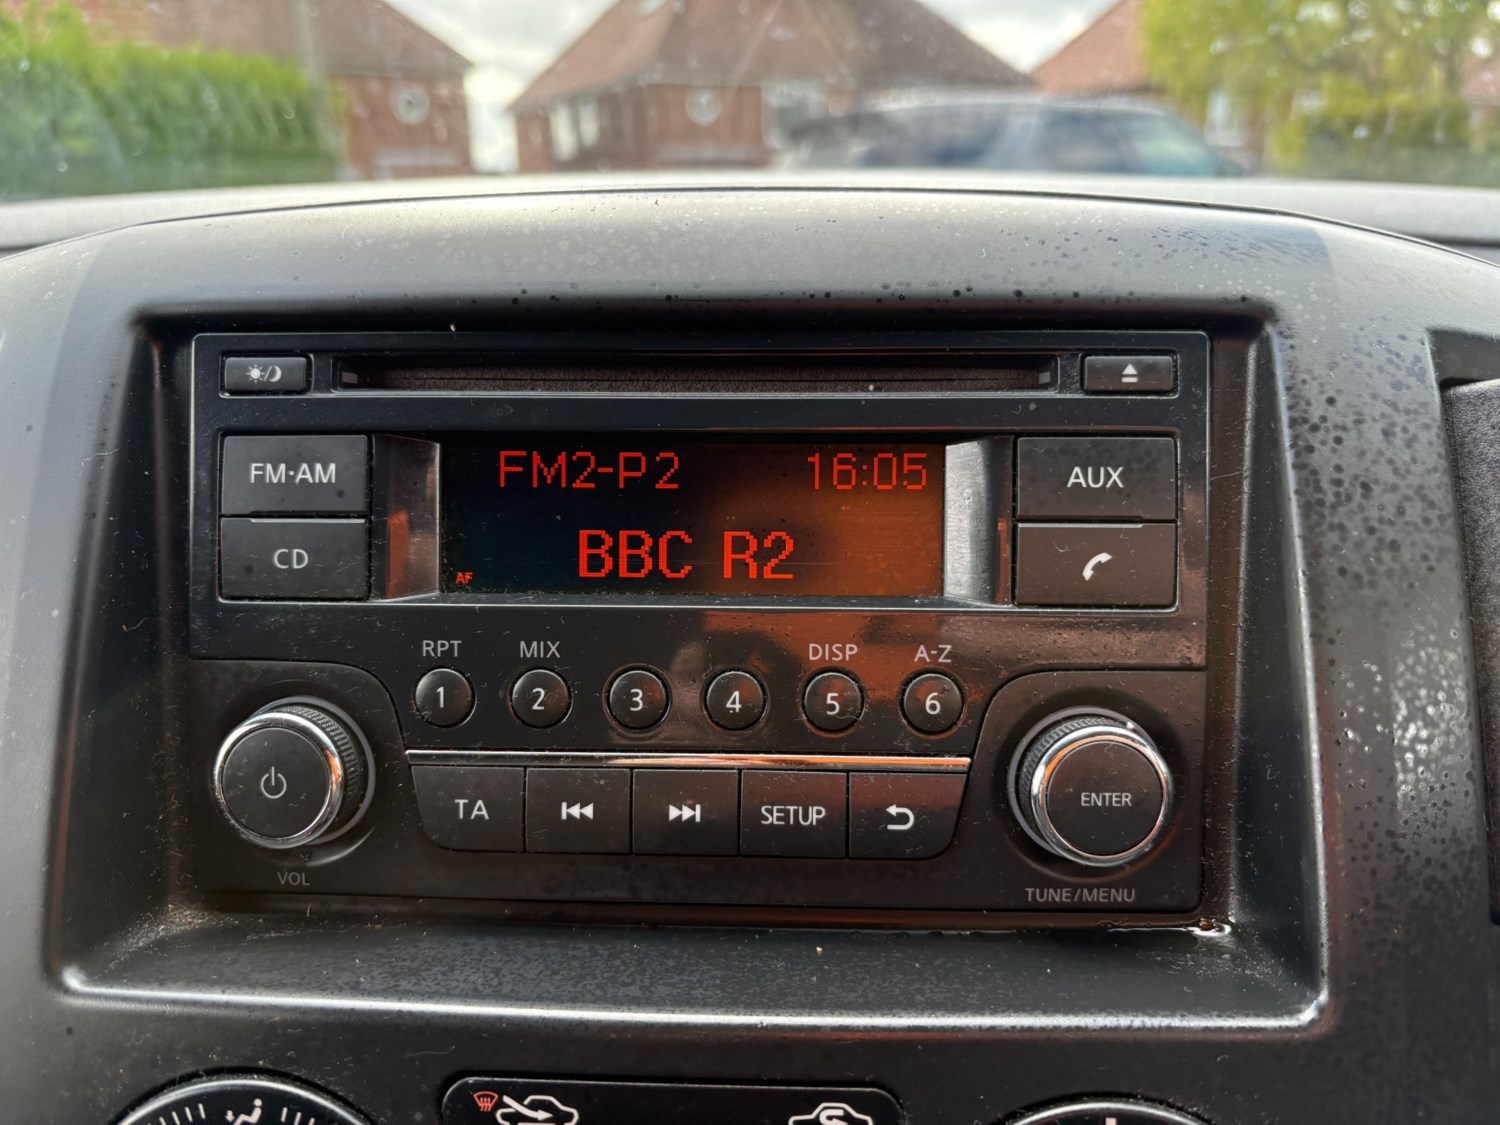 FM·AM
CD
FM2-P2 16:05
BBC R2
AF
AUX
RPT MIX DISP A-Z
1 2 3 4 5 6
TA SETUP
ENTER
VOL
TUNE/MENU